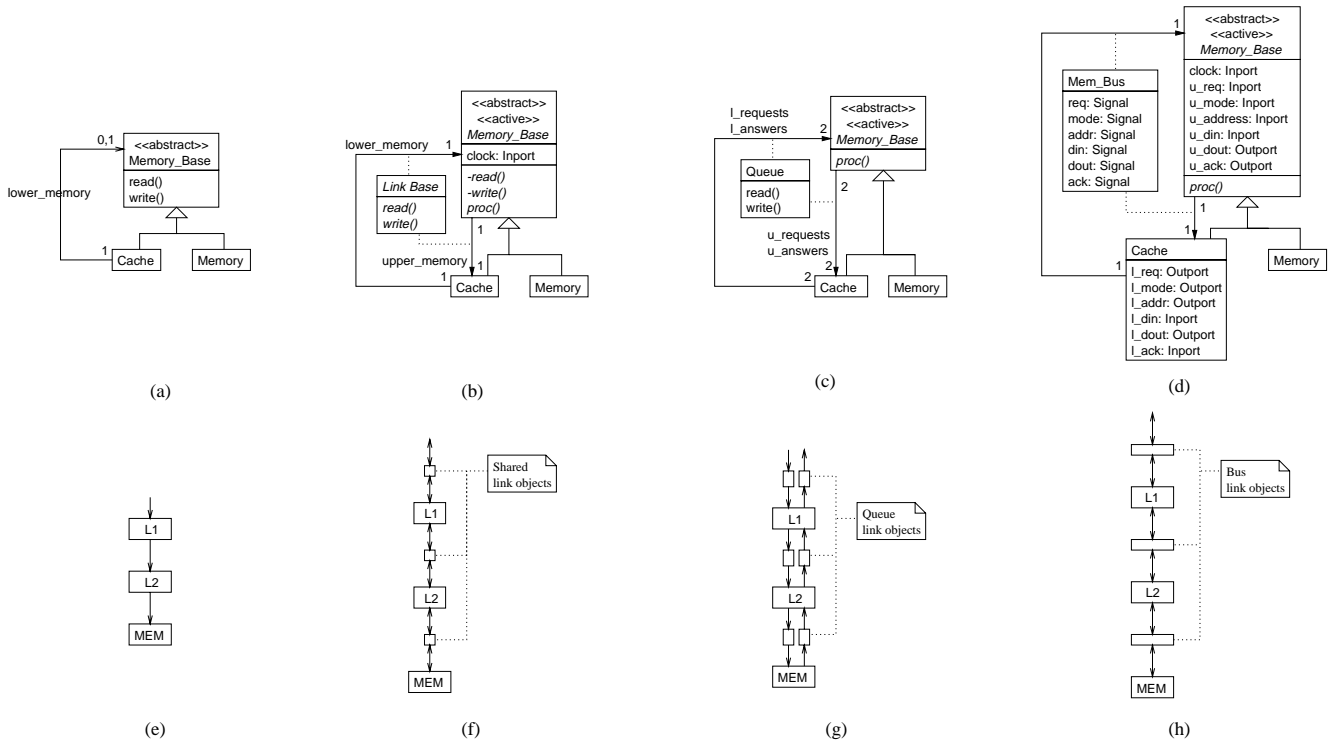 0,1
<<abstract>>
Memory_Base
read()
write()
lower_memory
1
Cache
Memory
(a)
<<abstract>>
<<active>>
Memory_Base
clock: Inport
-read()
-write()
proc()
lower_memory
1
Link Base
read()
write()
1
upper_memory
1
1
Cache
Memory
(b)
l_requests
l_answers
2
<<abstract>>
<<active>>
Memory_Base
proc()
Queue
read()
write()
2
u_requests
u_answers
2
2
Cache
Memory
(c)
1
<<abstract>>
<<active>>
Memory_Base
clock: Inport
u_req: Inport
u_mode: Inport
u_address: Inport
u_din: Inport
u_dout: Outport
u_ack: Outport
proc()
Mem_Bus
req: Signal
mode: Signal
addr: Signal
din: Signal
dout: Signal
ack: Signal
1
1
1
Cache
l_req: Outport
l_mode: Outport
l_addr: Outport
l_din: Inport
l_dout: Outport
l_ack: Inport
Memory
(d)
L1
L2
MEM
(e)
Shared
link objects
L1
L2
MEM
(f)
Queue
link objects
L1
L2
MEM
(g)
Bus
link objects
L1
L2
MEM
(h)